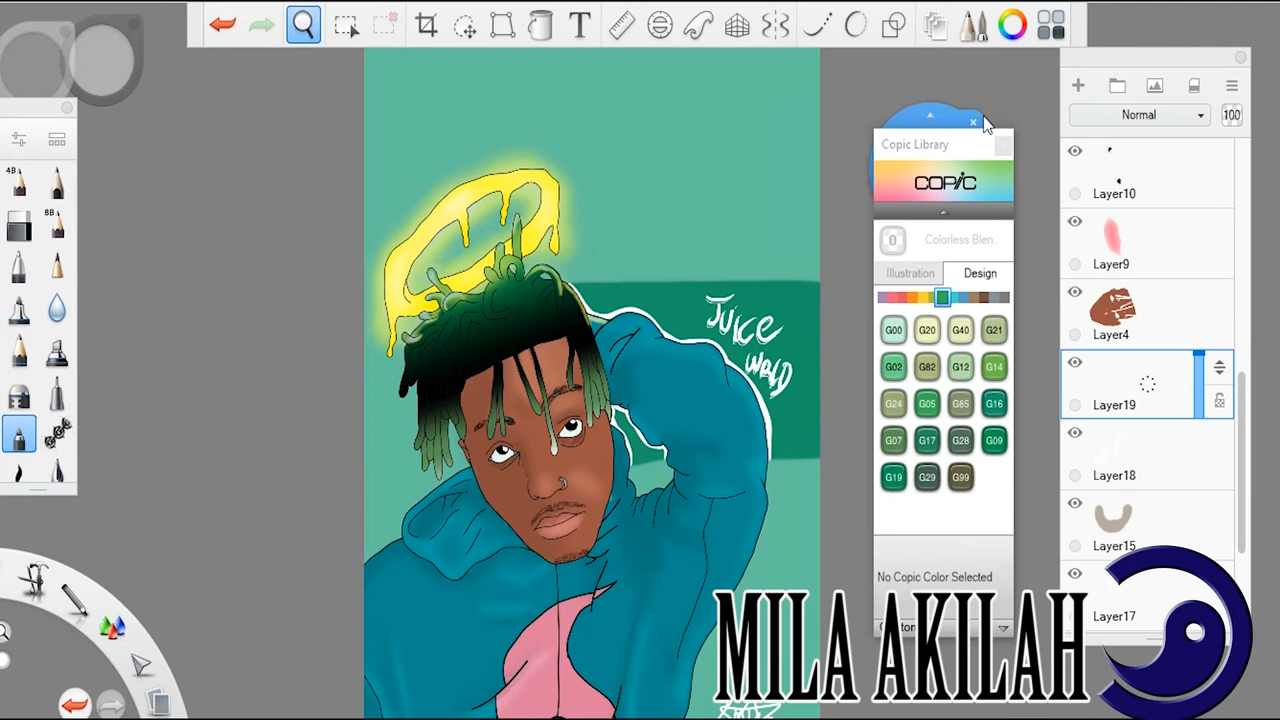 T
Normal
100
Copic Library
COPIC
4B
8B
0 Colorless Blen..
Illustration Design
G00 G20 G40 G21
G02 G82 G12 G14
G24 G05 G85 G16
G07 G17 G28 G09
G19 G29 G99
No Copic Color Selected
Layer10
Layer9
Layer4
Layer19
Layer18
Layer15
Layer17
JUICE
WRLD
MILA AKILAH